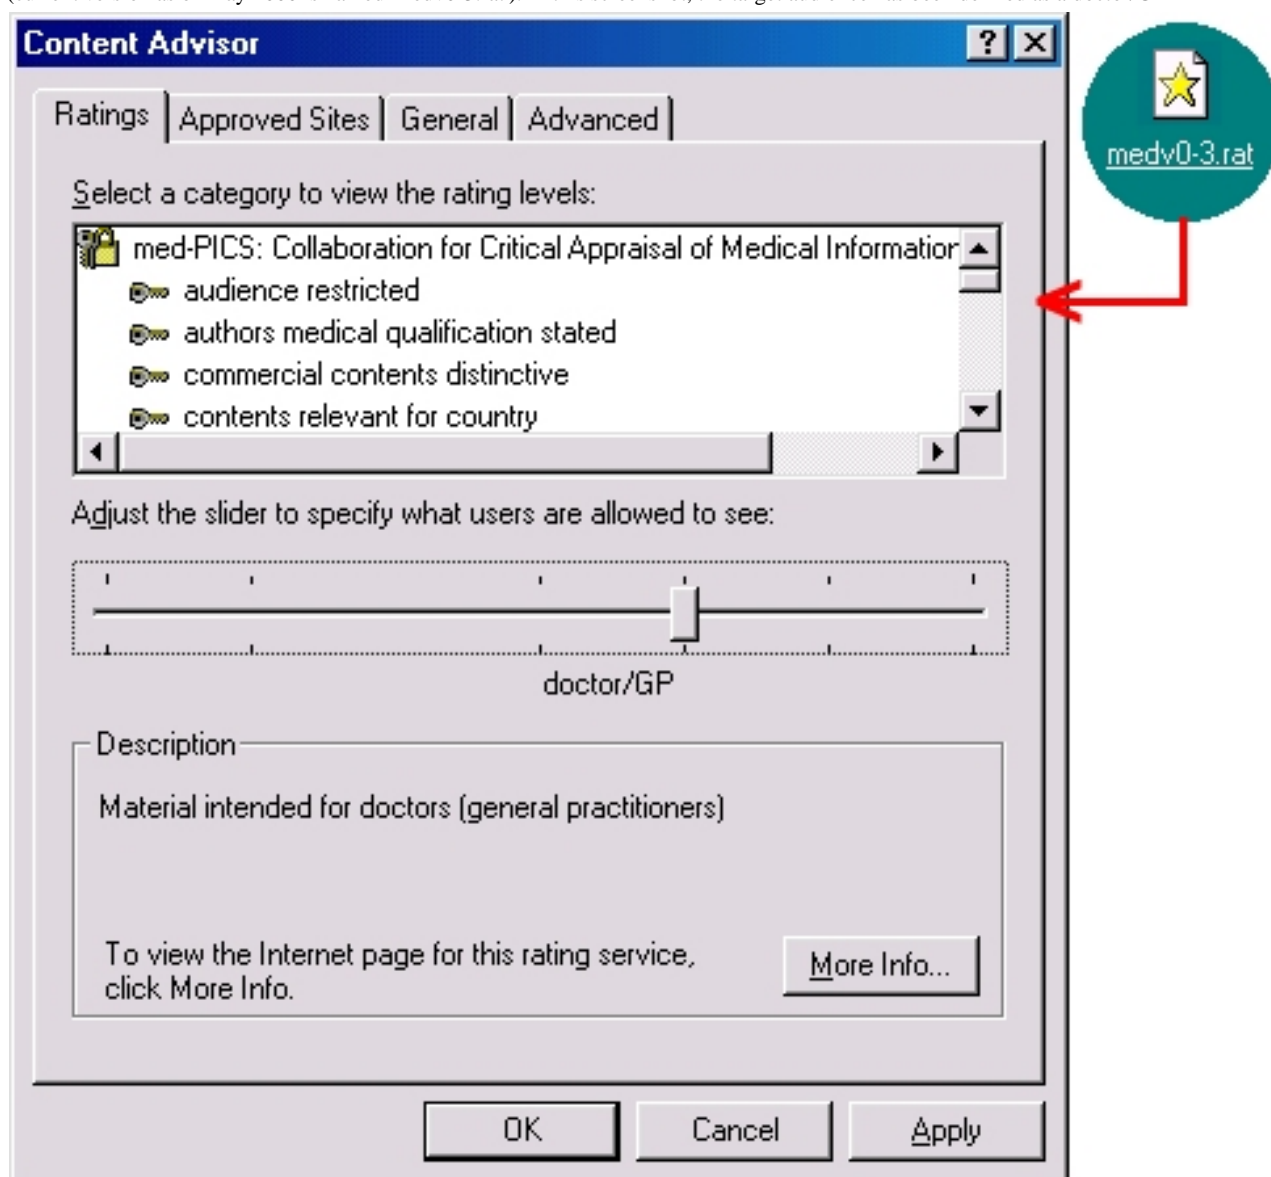 Content Advisor
Ratings Approved Sites General Advanced
medv0-3.rat
Select a category to view the rating levels:
med-PICS: Collaboration for Critical Appraisal of Medical Information
audience restricted
authors medical qualification stated
commercial contents distinctive
contents relevant for country
Adjust the slider to specify what users are allowed to see:
doctor/GP
Description
Material intended for doctors (general practitioners)
To view the Internet page for this rating service,
click More Info.
More Info...
OK Cancel Apply